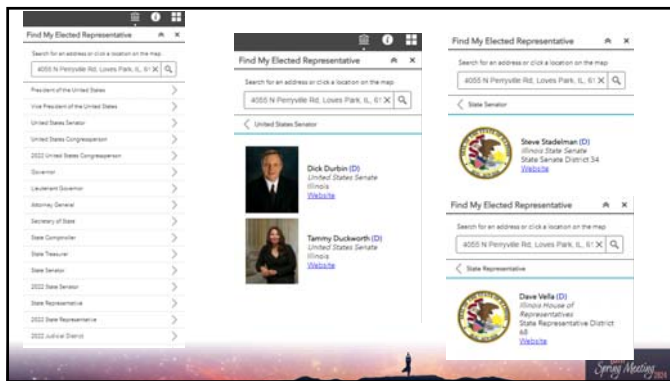 Find My Elected Representative
Search for an address or click a location on the map
4055 N Perryville Rd, Loves Park, IL, 61
President of the United States
Vice President of the United States
United States Senator
United States Congressperson
2022 United States Congressperson
Governor
Lieutenant Governor
Attorney General
Secretary of State
State Comptroller
State Treasurer
State Senator
2022 State Senator
State Representative
2022 State Representative
2022 Judicial District
Find My Elected Representative
Search for an address or click a location on the map
4055 N Perryville Rd, Loves Park, IL, 61
United States Senator
Dick Durbin (D)
United States Senate
Illinois
Website
Tammy Duckworth (D)
United States Senate
Illinois
Website
Find My Elected Representative
Search for an address or click a location on the map
4055 N Perryville Rd, Loves Park, IL, 61
State Senator
Steve Stadelman (D)
Illinois State Senate
State Senate District 34
Website
Find My Elected Representative
Search for an address or click a location on the map
4055 N Perryville Rd, Loves Park, IL, 61
State Representative
Dave Vella (D)
Illinois House of
Representatives
State Representative District
68
Website
Spring Meeting